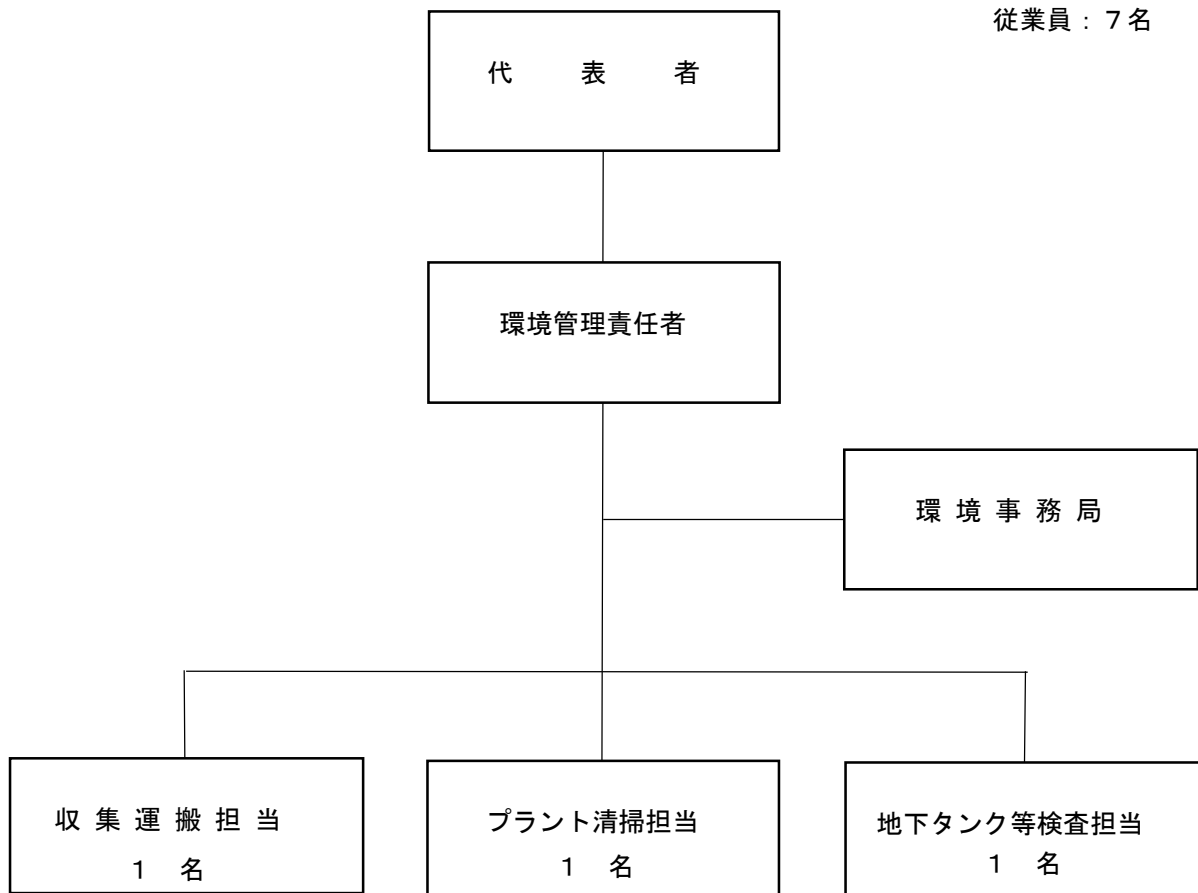 従業員：７名
代　表　者
環境管理責任者
環 境 事 務 局
収 集 運 搬 担 当
１　名
プラント清掃担当
１　名
地下タンク等検査担当
１　名